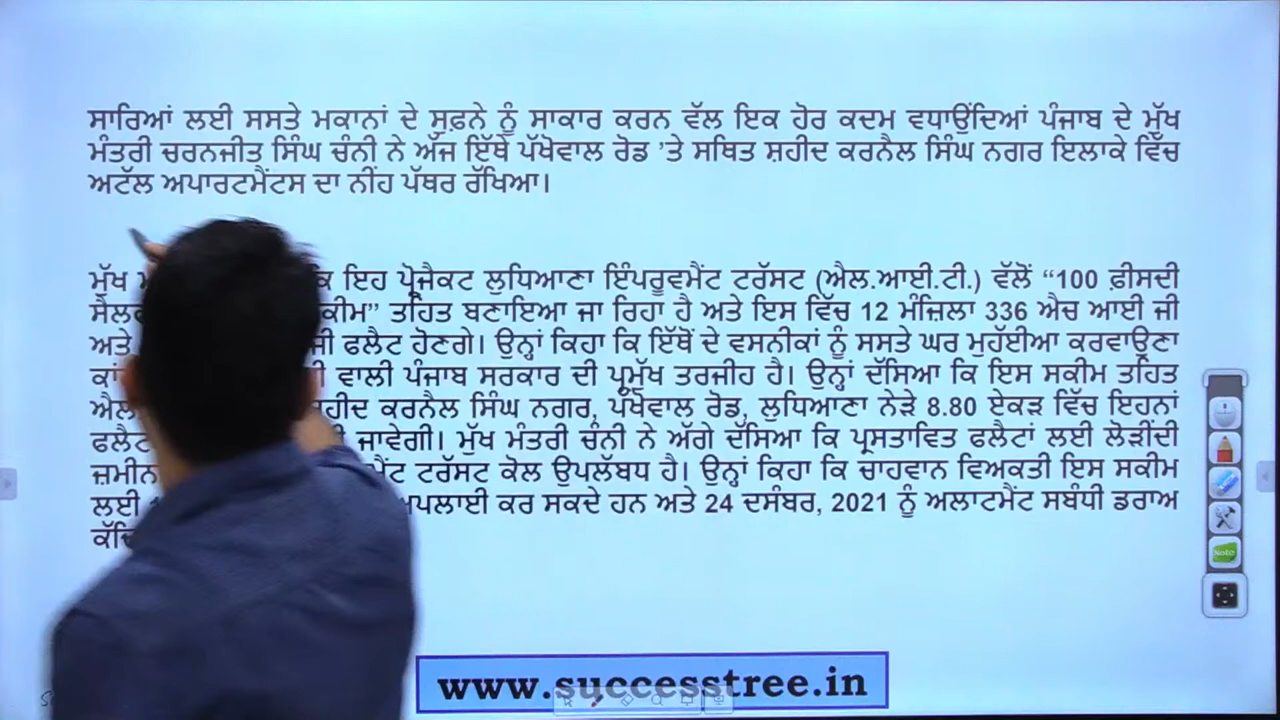 ਸਾਰਿਆਂ ਲਈ ਸਸਤੇ ਮਕਾਨਾਂ ਦੇ ਸੁਫ਼ਨੇ ਨੂੰ ਸਾਕਾਰ ਕਰਨ ਵੱਲ ਇਕ ਹੋਰ ਕਦਮ ਵਧਾਉਂਦਿਆਂ ਪੰਜਾਬ ਦੇ ਮੁੱਖ
ਮੰਤਰੀ ਚਰਨਜੀਤ ਸਿੰਘ ਚੰਨੀ ਨੇ ਅੱਜ ਇੱਥੇ ਪੱਖੋਵਾਲ ਰੋਡ 'ਤੇ ਸਥਿਤ ਸ਼ਹੀਦ ਕਰਨੈਲ ਸਿੰਘ ਨਗਰ ਇਲਾਕੇ ਵਿੱਚ
ਅਟੱਲ ਅਪਾਰਟਮੈਂਟਸ ਦਾ ਨੀਂਹ ਪੱਥਰ ਰੱਖਿਆ।
ਮੁੱਖ ਕਿ ਇਹ ਪ੍ਰੋਜੈਕਟ ਲੁਧਿਆਣਾ ਇੰਪਰੂਵਮੈਂਟ ਟਰੱਸਟ (ਐਲ.ਆਈ.ਟੀ.) ਵੱਲੋਂ “100 ਫ਼ੀਸਦੀ
ਤਹਿਤ ਬਣਾਇਆ ਜਾ ਰਿਹਾ ਹੈ ਅਤੇ ਇਸ ਵਿੱਚ 12 ਮੰਜ਼ਿਲਾ 336 ਐਚ ਆਈ ਜੀ
ਅਤੇ ਫਲੈਟ ਹੋਣਗੇ। ਉਨ੍ਹਾਂ ਕਿਹਾ ਕਿ ਇੱਥੋਂ ਦੇ ਵਸਨੀਕਾਂ ਨੂੰ ਸਸਤੇ ਘਰ ਮੁਹੱਈਆ ਕਰਵਾਉਣਾ
ਵਾਲੀ ਪੰਜਾਬ ਸਰਕਾਰ ਦੀ ਪ੍ਰਮੁੱਖ ਤਰਜੀਹ ਹੈ। ਉਨ੍ਹਾਂ ਦੱਸਿਆ ਕਿ ਇਸ ਸਕੀਮ ਤਹਿਤ
ਸ਼ਹੀਦ ਕਰਨੈਲ ਸਿੰਘ ਨਗਰ, ਪੱਖੋਵਾਲ ਰੋਡ, ਲੁਧਿਆਣਾ ਨੇੜੇ 8.80 ਏਕੜ ਵਿੱਚ ਇਹਨਾਂ
ਜਾਵੇਗੀ। ਮੁੱਖ ਮੰਤਰੀ ਚੰਨੀ ਨੇ ਅੱਗੇ ਦੱਸਿਆ ਕਿ ਪ੍ਰਸਤਾਵਿਤ ਫਲੈਟਾਂ ਲਈ ਲੋੜੀਂਦੀ
ਜ਼ਮੀਨ ਟਰੱਸਟ ਕੋਲ ਉਪਲੱਬਧ ਹੈ। ਉਨ੍ਹਾਂ ਕਿਹਾ ਕਿ ਚਾਹਵਾਨ ਵਿਅਕਤੀ ਇਸ ਸਕੀਮ
ਲਈ ਅਪਲਾਈ ਕਰ ਸਕਦੇ ਹਨ ਅਤੇ 24 ਦਸੰਬਰ, 2021 ਨੂੰ ਅਲਾਟਮੈਂਟ ਸਬੰਧੀ ਡਰਾਅ
www.successtree.in
Note